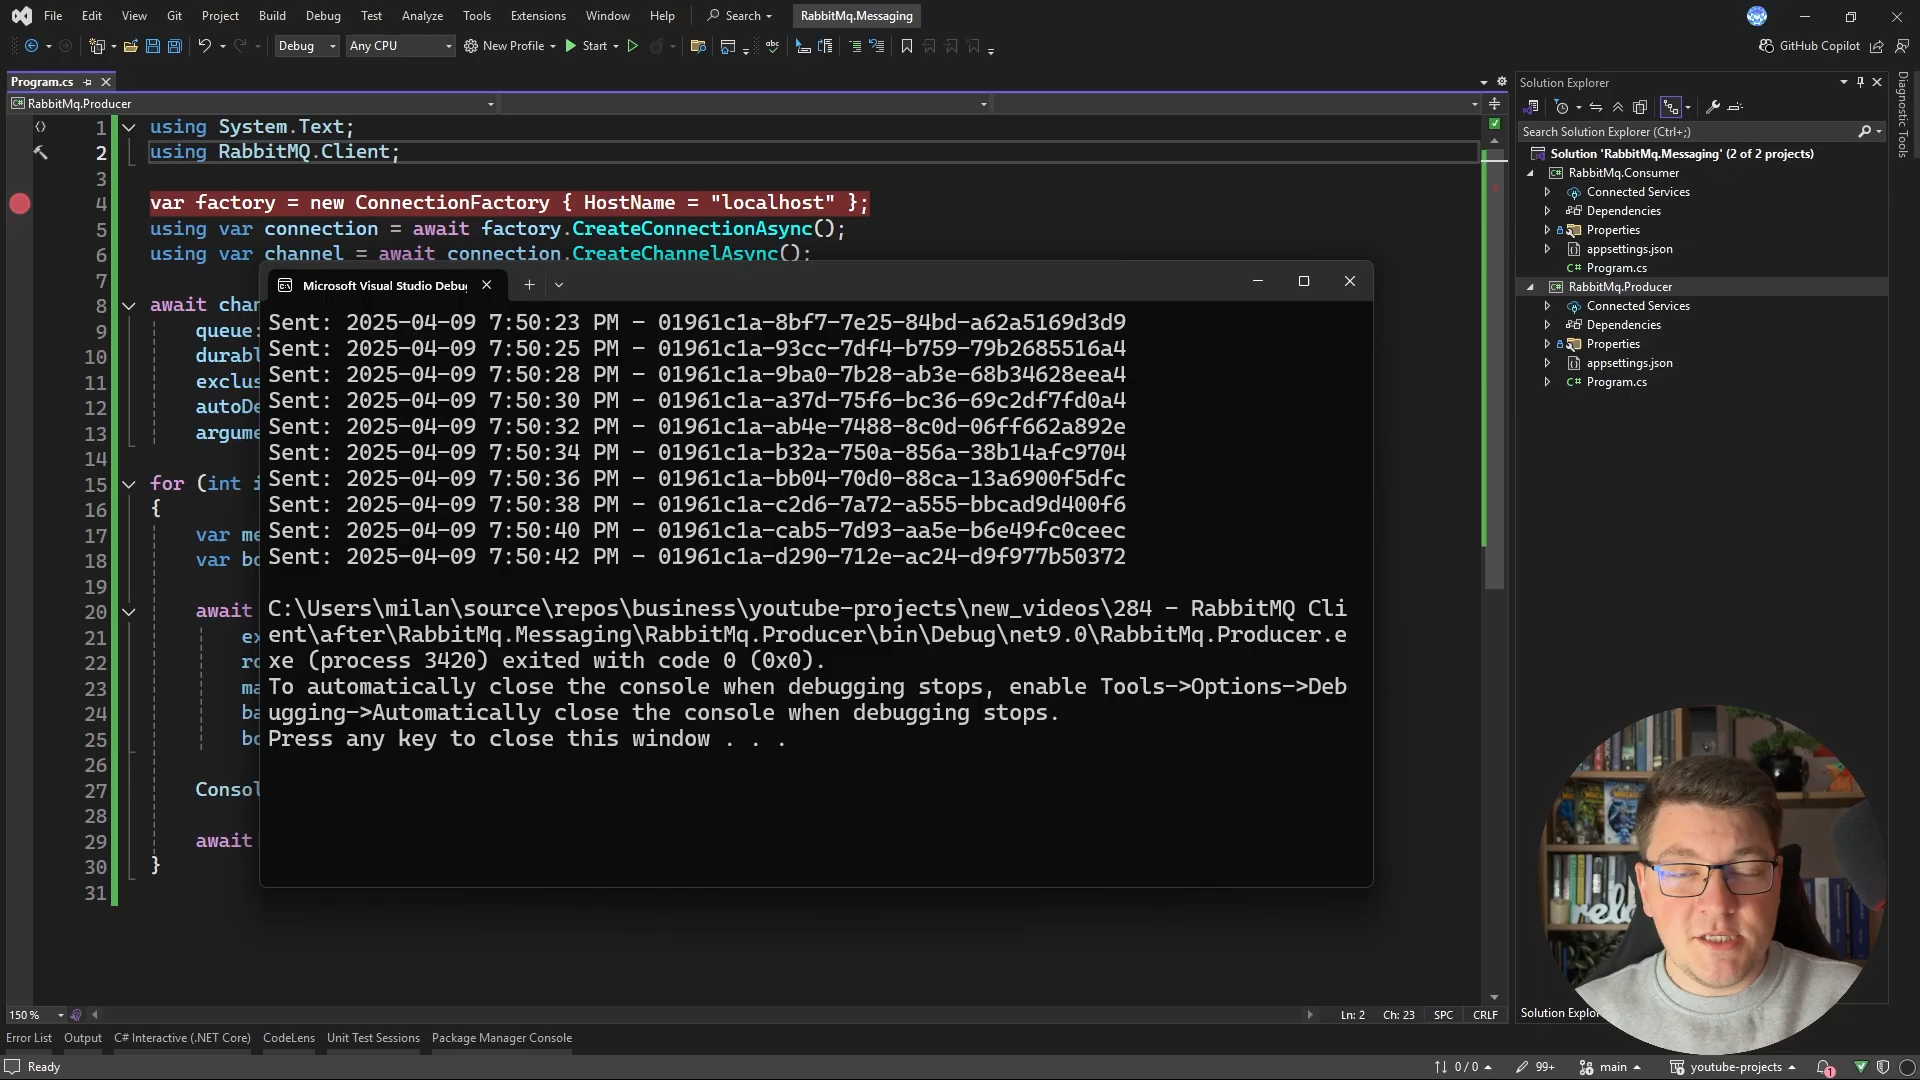 File Edit View Git Project Build Debug Test Analyze Tools Extensions Window Help Search RabbitMq.Messaging
Debug Any CPU New Profile Start GitHub Copilot
Program.cs
RabbitMq.Producer
1 using System.Text;
2 using RabbitMQ.Client;
3
4 var factory = new ConnectionFactory { HostName = "localhost" };
5 using var connection = await factory.CreateConnectionAsync();
6 using var channel = await connection.CreateChannelAsync();
7
8 await chan
9 queue:
10 durabl
11 exclus
12 autoDe
13 argume
14
15 for (int i
16 {
17 var me
18 var bo
19
20 await
21 ex
22 ro
23 ma
24 ba
25 bo
26
27 Consol
28
29 await
30 }
31
Microsoft Visual Studio Debug
Sent: 2025-04-09 7:50:23 PM - 01961c1a-8bf7-7e25-84bd-a62a5169d3d9
Sent: 2025-04-09 7:50:25 PM - 01961c1a-93cc-7df4-b759-79b2685516a4
Sent: 2025-04-09 7:50:28 PM - 01961c1a-9ba0-7b28-ab3e-68b34628eea4
Sent: 2025-04-09 7:50:30 PM - 01961c1a-a37d-75f6-bc36-69c2df7fd0a4
Sent: 2025-04-09 7:50:32 PM - 01961c1a-ab4e-7488-8c0d-06ff662a892e
Sent: 2025-04-09 7:50:34 PM - 01961c1a-b32a-750a-856a-38b14afc9704
Sent: 2025-04-09 7:50:36 PM - 01961c1a-bb04-70d0-88ca-13a6900f5dfc
Sent: 2025-04-09 7:50:38 PM - 01961c1a-c2d6-7a72-a555-bbcad9d400f6
Sent: 2025-04-09 7:50:40 PM - 01961c1a-cab5-7d93-aa5e-b6e49fc0ceec
Sent: 2025-04-09 7:50:42 PM - 01961c1a-d290-712e-ac24-d9f977b50372
C:\Users\milan\source\repos\business\youtube-projects\new_videos\284 - RabbitMQ Cli
ent\after\RabbitMq.Messaging\RabbitMq.Producer\bin\Debug\net9.0\RabbitMq.Producer.e
xe (process 3420) exited with code 0 (0x0).
To automatically close the console when debugging stops, enable Tools->Options->Deb
ugging->Automatically close the console when debugging stops.
Press any key to close this window . . .
Solution Explorer
Search Solution Explorer (Ctrl+;)
Solution 'RabbitMq.Messaging' (2 of 2 projects)
RabbitMq.Consumer
Connected Services
Dependencies
Properties
appsettings.json
Program.cs
RabbitMq.Producer
Connected Services
Dependencies
Properties
appsettings.json
Program.cs
Diagnostic Tools
150 % Ln: 2 Ch: 23 SPC CRLF Solution Explo
Error List Output C# Interactive (.NET Core) CodeLens Unit Test Sessions Package Manager Console
Ready 0 / 0 99+ main youtube-projects 1